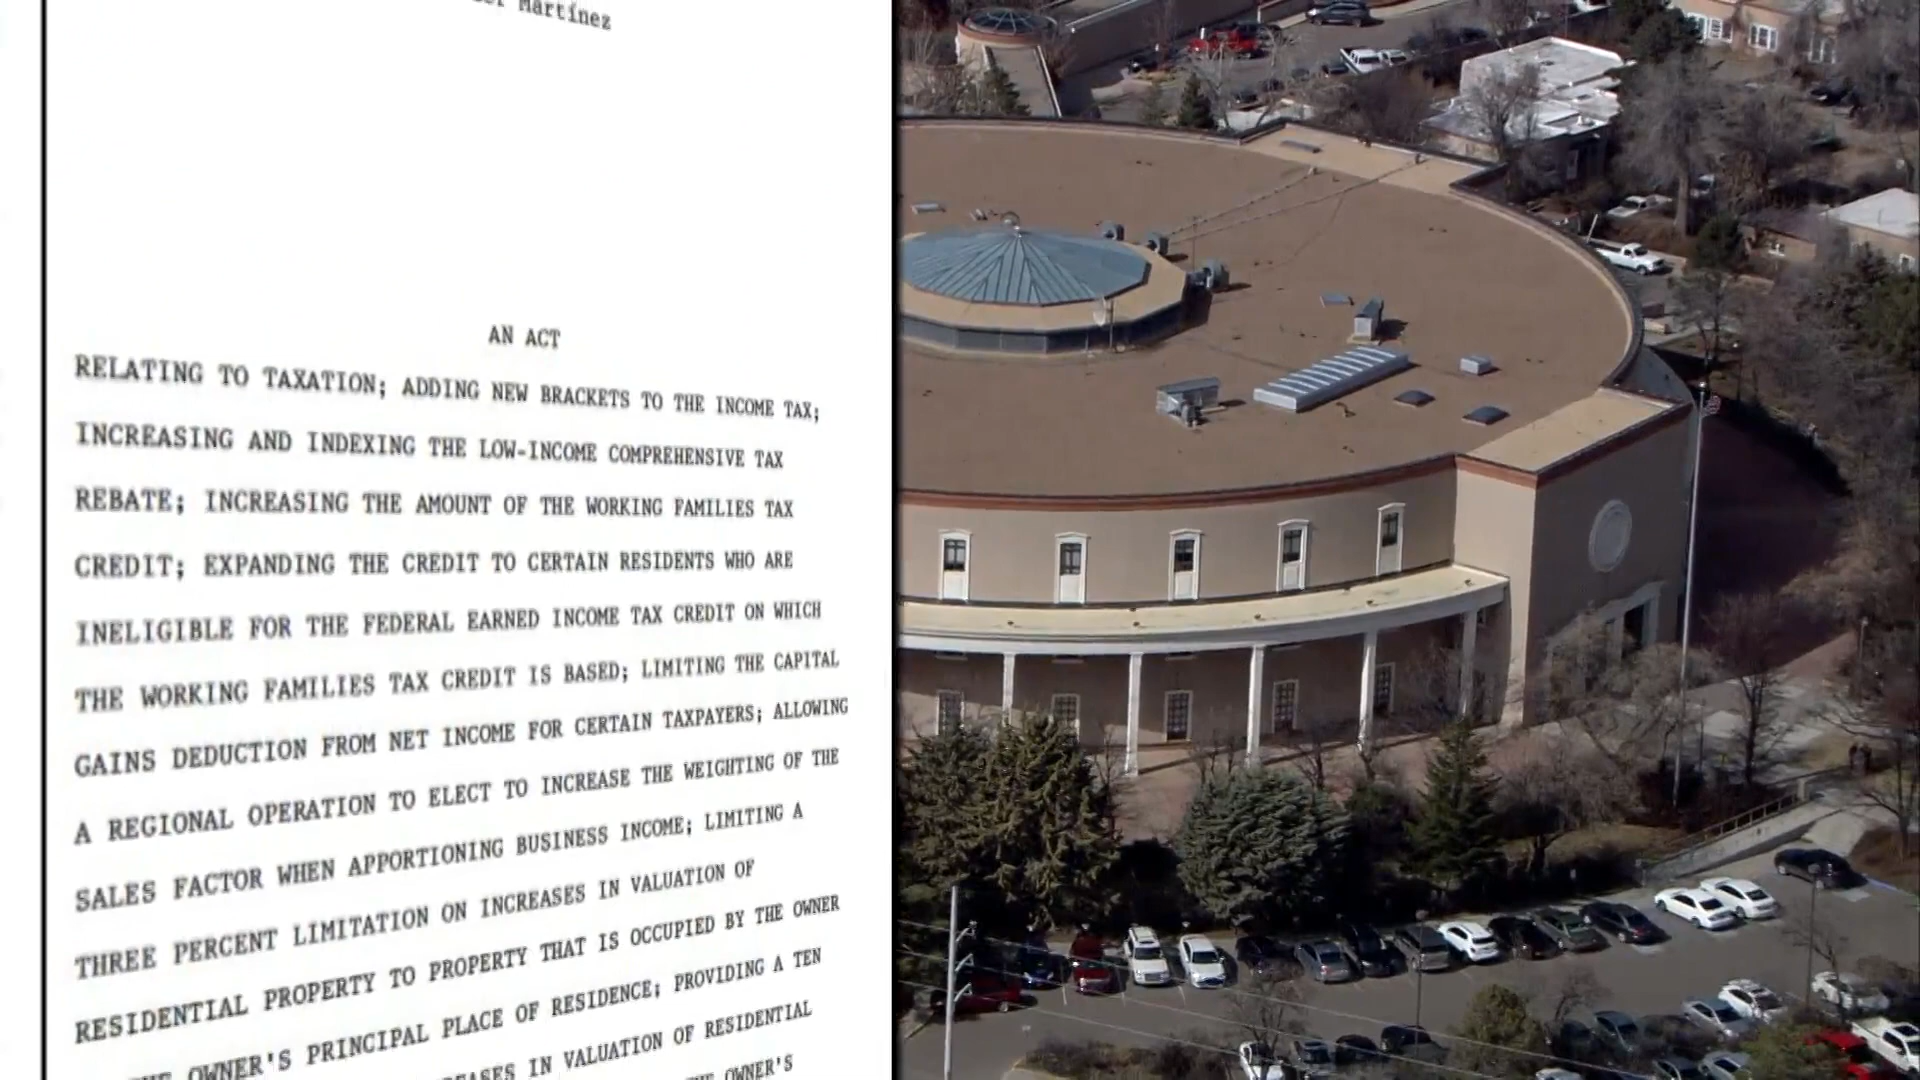 Martínez
AN ACT
RELATING TO TAXATION; ADDING NEW BRACKETS TO THE INCOME TAX;
INCREASING AND INDEXING THE LOW-INCOME COMPREHENSIVE TAX
REBATE; INCREASING THE AMOUNT OF THE WORKING FAMILIES TAX
CREDIT; EXPANDING THE CREDIT TO CERTAIN RESIDENTS WHO ARE
INELIGIBLE FOR THE FEDERAL EARNED INCOME TAX CREDIT ON WHICH
THE WORKING FAMILIES TAX CREDIT IS BASED; LIMITING THE CAPITAL
GAINS DEDUCTION FROM NET INCOME FOR CERTAIN TAXPAYERS; ALLOWING
A REGIONAL OPERATION TO ELECT TO INCREASE THE WEIGHTING OF THE
SALES FACTOR WHEN APPORTIONING BUSINESS INCOME; LIMITING A
THREE PERCENT LIMITATION ON INCREASES IN VALUATION OF
RESIDENTIAL PROPERTY TO PROPERTY THAT IS OCCUPIED BY THE OWNER
OWNER'S PRINCIPAL PLACE OF RESIDENCE; PROVIDING A TEN
IN VALUATION OF RESIDENTIAL
OWNER'S